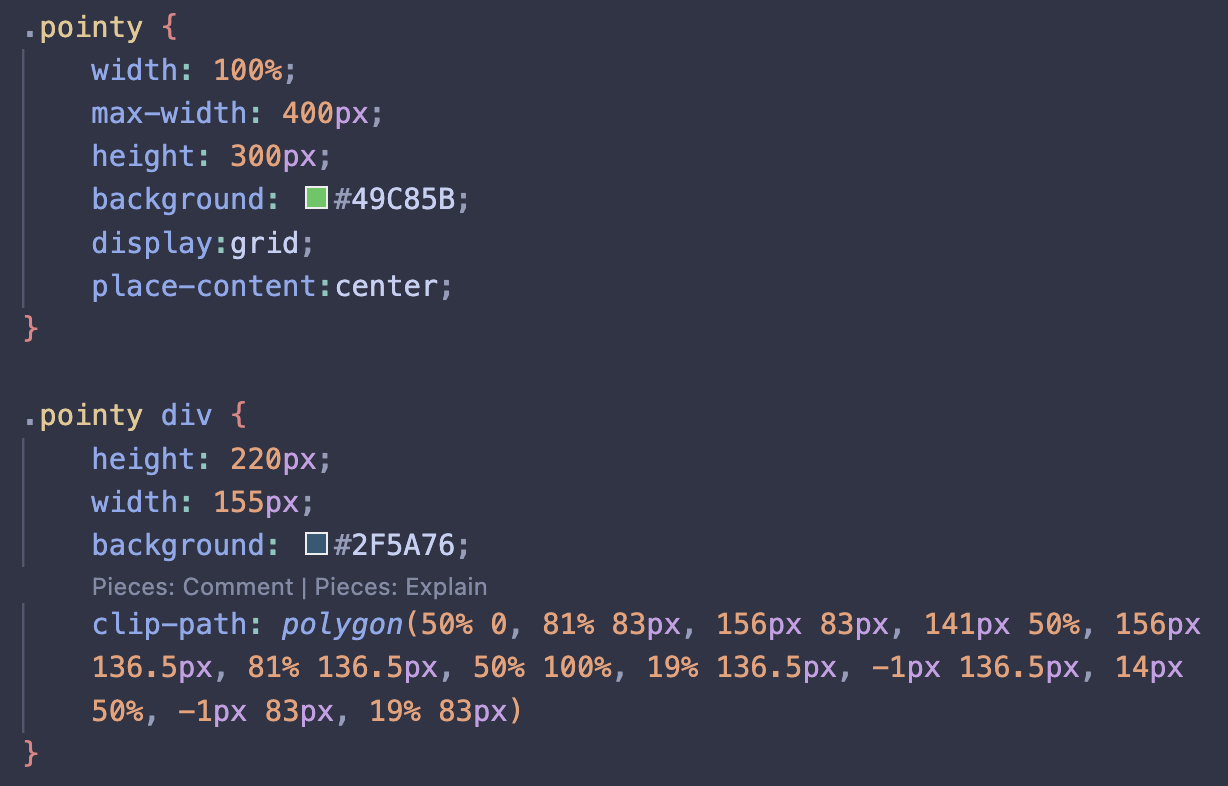 .pointy {
    width: 100%;
    max-width: 400px;
    height: 300px;
    background: #49C85B;
    display:grid;
    place-content:center;
}
.pointy div {
    height: 220px;
    width: 155px;
    background: #2F5A76;
    Pieces: Comment | Pieces: Explain
    clip-path: polygon(50% 0, 81% 83px, 156px 83px, 141px 50%, 156px
    136.5px, 81% 136.5px, 50% 100%, 19% 136.5px, -1px 136.5px, 14px
    50%, -1px 83px, 19% 83px)
}